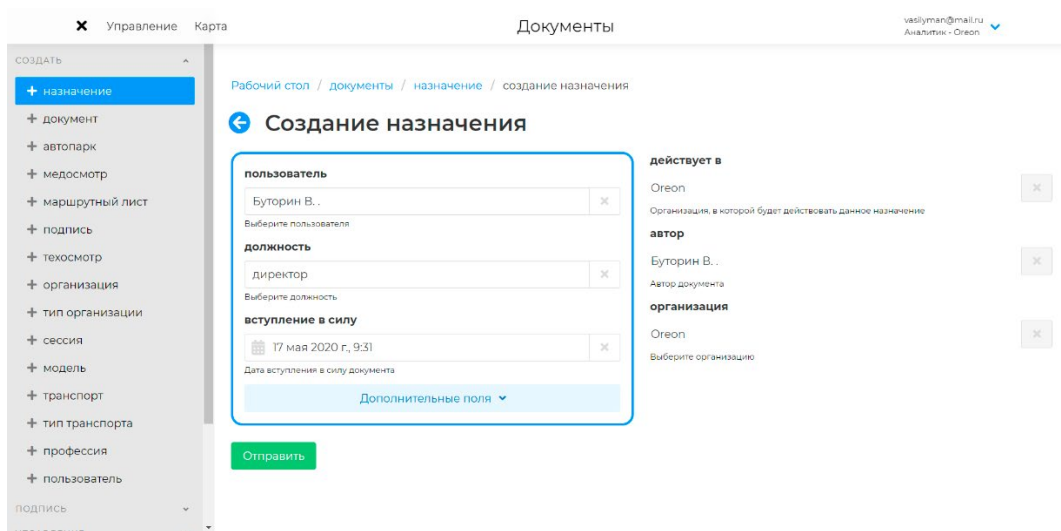 Управление Карта
Документы
vasilyman@mail.ru
Аналитик - Oreon
СОЗДАТЬ
назначение
документ
автопарк
медосмотр
маршрутный лист
подпись
техосмотр
организация
тип организации
сессия
модель
транспорт
тип транспорта
профессия
пользователь
ПОДПИСЬ
Рабочий стол / документы / назначение / создание назначения
Создание назначения
пользователь
Буторин В. .
Выберите пользователя
должность
директор
Выберите должность
вступление в силу
17 мая 2020 г., 9:31
Дата вступления в силу документа
Дополнительные поля
Отправить
действует в
Oreon
Организация, в которой будет действовать данное назначение
автор
Буторин В. .
Автор документа
организация
Oreon
Выберите организацию